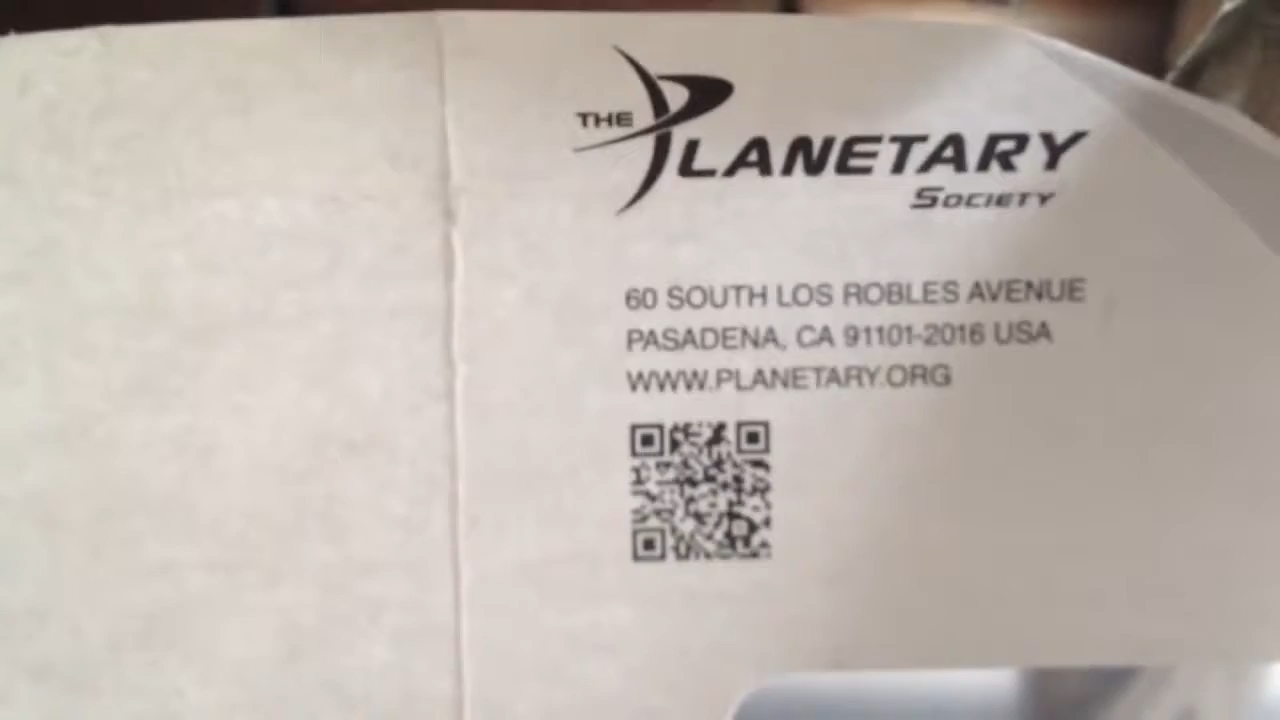 THE PLANETARY
SOCIETY
60 SOUTH LOS ROBLES AVENUE
PASADENA, CA 91101-2016 USA
WWW.PLANETARY.ORG